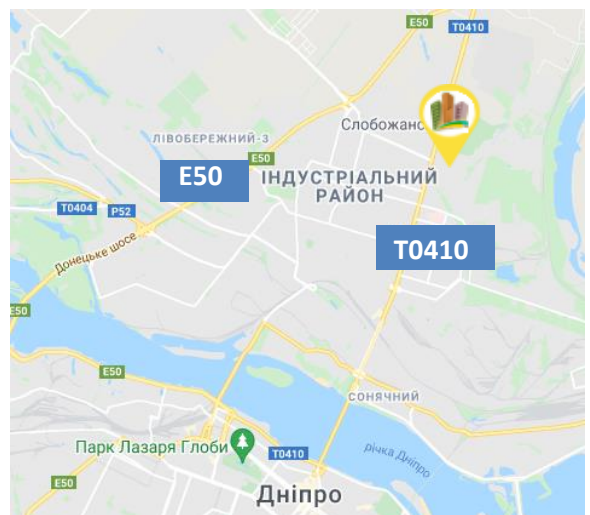 E50
T0410
Слобожанс
ЛІВОБЕРЕЖНИЙ-3
E50
E50
ІНДУСТРІАЛЬНИЙ
РАЙОН
T0404
P52
T0410
Донецьке шосе
E50
E50
СОНЯЧНИЙ
Парк Лазаря Глоби
T0410
річка Дніпро
E50
Дніпро